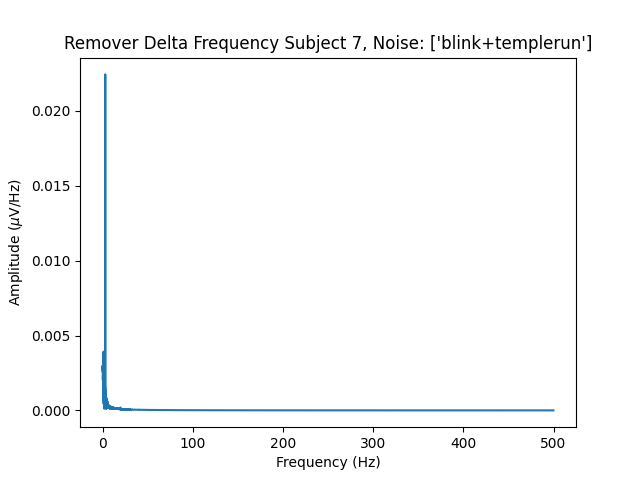 Remover Delta Frequency Subject 7, Noise: ['blink+templerun']
Amplitude (μV/Hz)
0.020
0.015
0.010
0.005
0.000
0 100 200 300 400 500
Frequency (Hz)